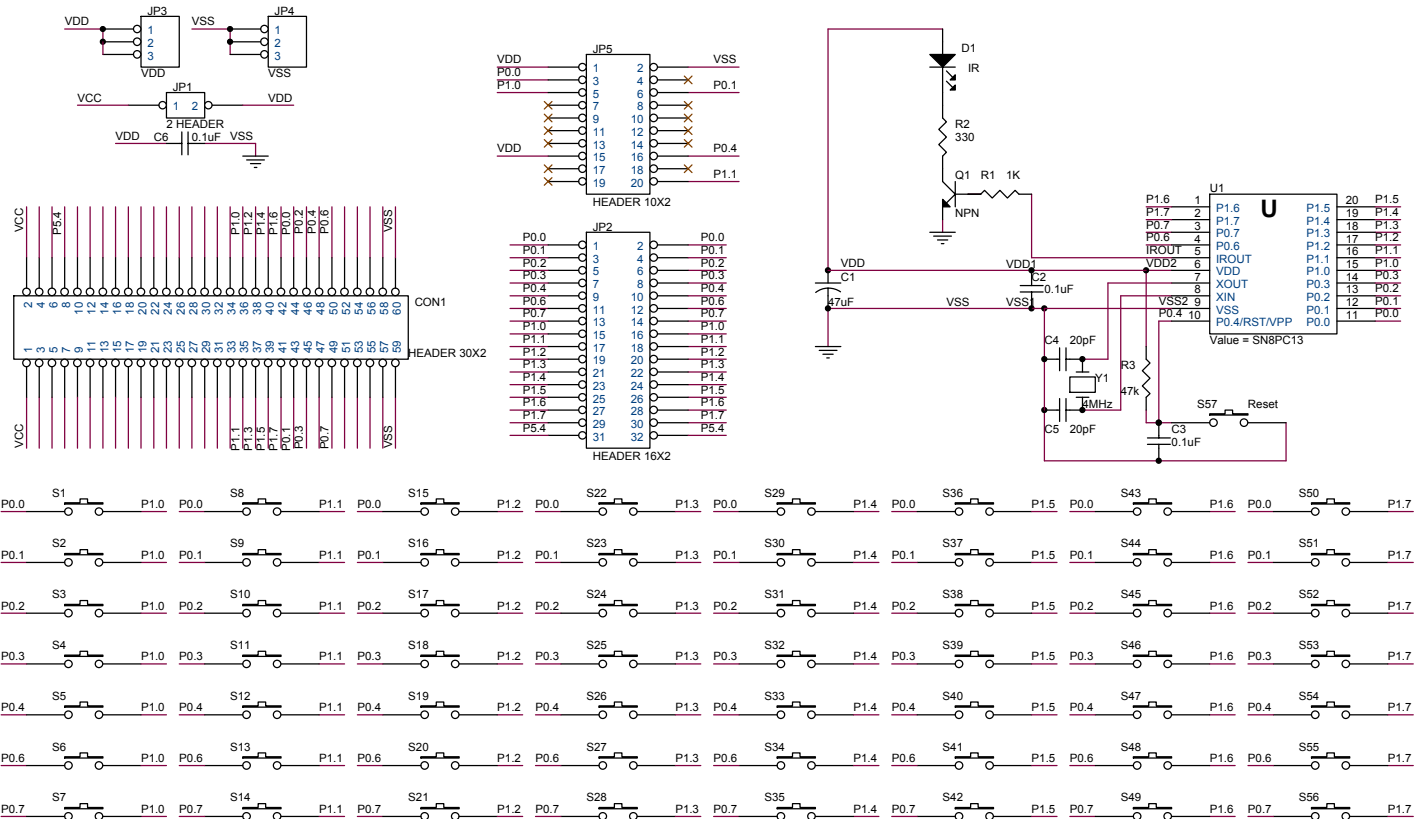 JP3
VDD
1
2
3
VDD
JP4
VSS
1
2
3
VSS
JP1
VCC
1 2
VDD
2 HEADER
VDD C6 0.1uF VSS
JP5
VDD 1 2 VSS
P0.0 3 4
P1.0 5 6 P0.1
7 8
9 10
11 12
13 14
VDD 15 16 P0.4
17 18
19 20 P1.1
HEADER 10X2
D1
IR
R2
330
Q1
NPN
R1 1K
U1
U
P1.6 1 P1.6 P1.5 20 P1.5
P1.7 2 P1.7 P1.4 19 P1.4
P0.7 3 P0.7 P1.3 18 P1.3
P0.6 4 P0.6 P1.2 17 P1.2
IROUT 5 IROUT P1.1 16 P1.1
VDD2 6 VDD P1.0 15 P1.0
7 XOUT P0.3 14 P0.3
8 XIN P0.2 13 P0.2
VSS2 9 VSS P0.1 12 P0.1
P0.4 10 P0.4/RST/VPP P0.0 11 P0.0
Value = SN8PC13
VDD
C1
47uF
VDD1
C2
0.1uF
VSS
VSS1
C4 20pF
Y1
4MHz
C5 20pF
R3
47k
S57 Reset
C3
0.1uF
VCC P5.4 P1.0 P1.2 P1.4 P1.6 P0.0 P0.2 P0.4 P0.6 VSS
2 4 6 8 10 12 14 16 18 20 22 24 26 28 30 32 34 36 38 40 42 44 46 48 50 52 54 56 58 60
CON1
1 3 5 7 9 11 13 15 17 19 21 23 25 27 29 31 33 35 37 39 41 43 45 47 49 51 53 55 57 59
HEADER 30X2
VCC P1.1 P1.3 P1.5 P1.7 P0.1 P0.3 P0.7 VSS
JP2
P0.0 1 2 P0.0
P0.1 3 4 P0.1
P0.2 5 6 P0.2
P0.3 7 8 P0.3
P0.4 9 10 P0.4
P0.6 11 12 P0.6
P0.7 13 14 P0.7
P1.0 15 16 P1.0
P1.1 17 18 P1.1
P1.2 19 20 P1.2
P1.3 21 22 P1.3
P1.4 23 24 P1.4
P1.5 25 26 P1.5
P1.6 27 28 P1.6
P1.7 29 30 P1.7
P5.4 31 32 P5.4
HEADER 16X2
S1 S8 S15 S22 S29 S36 S43 S50
P0.0 P1.0 P0.0 P1.1 P0.0 P1.2 P0.0 P1.3 P0.0 P1.4 P0.0 P1.5 P0.0 P1.6 P0.0 P1.7
S2 S9 S16 S23 S30 S37 S44 S51
P0.1 P1.0 P0.1 P1.1 P0.1 P1.2 P0.1 P1.3 P0.1 P1.4 P0.1 P1.5 P0.1 P1.6 P0.1 P1.7
S3 S10 S17 S24 S31 S38 S45 S52
P0.2 P1.0 P0.2 P1.1 P0.2 P1.2 P0.2 P1.3 P0.2 P1.4 P0.2 P1.5 P0.2 P1.6 P0.2 P1.7
S4 S11 S18 S25 S32 S39 S46 S53
P0.3 P1.0 P0.3 P1.1 P0.3 P1.2 P0.3 P1.3 P0.3 P1.4 P0.3 P1.5 P0.3 P1.6 P0.3 P1.7
S5 S12 S19 S26 S33 S40 S47 S54
P0.4 P1.0 P0.4 P1.1 P0.4 P1.2 P0.4 P1.3 P0.4 P1.4 P0.4 P1.5 P0.4 P1.6 P0.4 P1.7
S6 S13 S20 S27 S34 S41 S48 S55
P0.6 P1.0 P0.6 P1.1 P0.6 P1.2 P0.6 P1.3 P0.6 P1.4 P0.6 P1.5 P0.6 P1.6 P0.6 P1.7
S7 S14 S21 S28 S35 S42 S49 S56
P0.7 P1.0 P0.7 P1.1 P0.7 P1.2 P0.7 P1.3 P0.7 P1.4 P0.7 P1.5 P0.7 P1.6 P0.7 P1.7